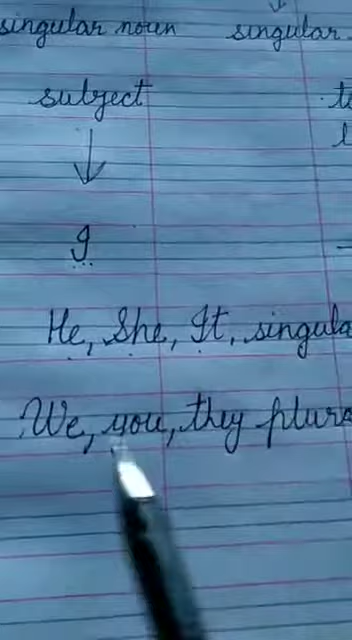 singular noun singular
subject
I
He, She, It, singula
We, you, they plura